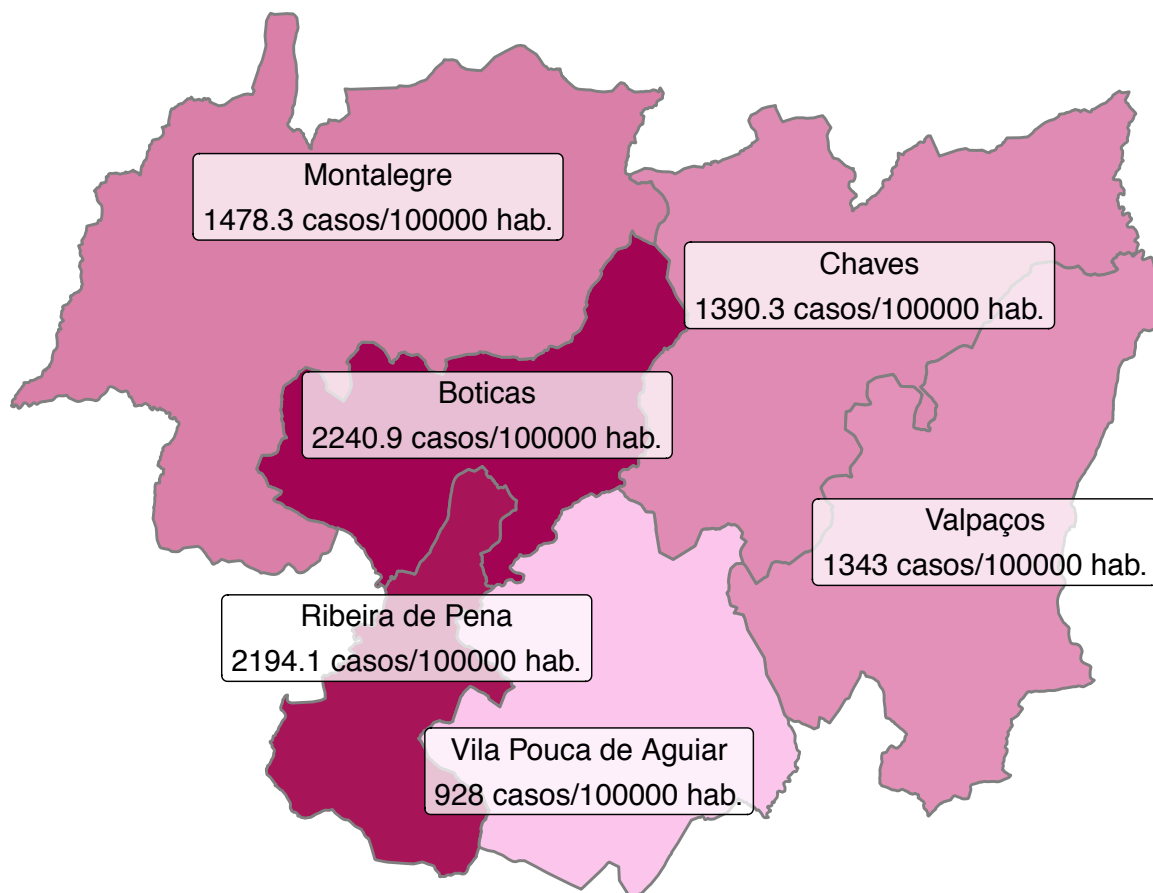 Montalegre
1478.3 casos/100000 hab.
Chaves
1390.3 casos/100000 hab.
Boticas
2240.9 casos/100000 hab.
Valpaços
1343 casos/100000 hab.
Ribeira de Pena
2194.1 casos/100000 hab.
Vila Pouca de Aguiar
928 casos/100000 hab.